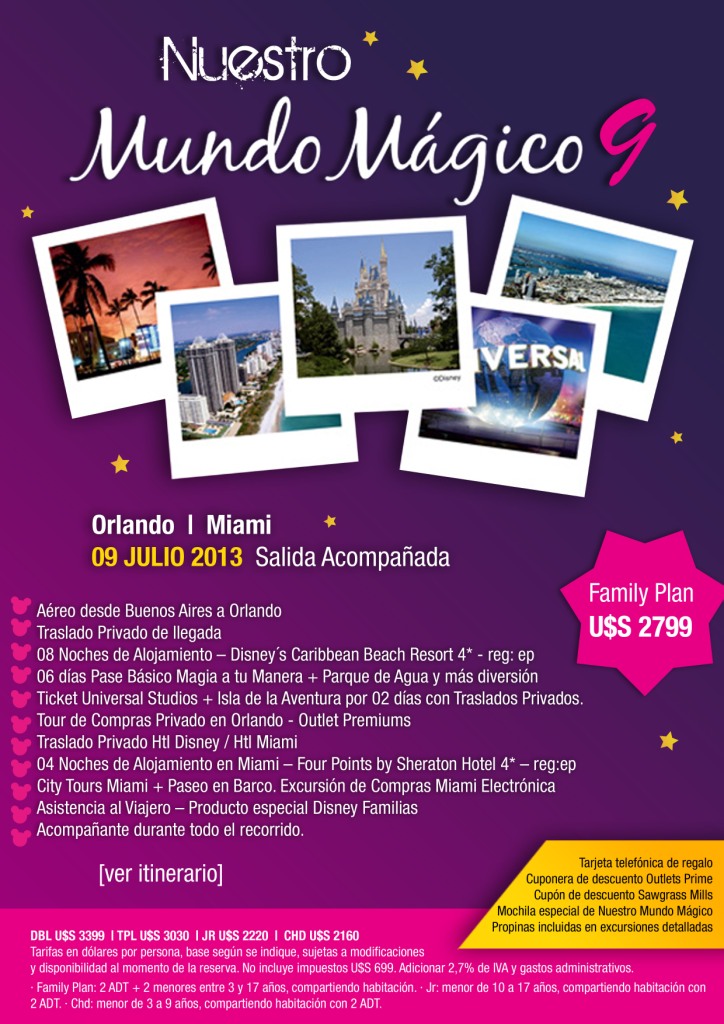 Nuestro
Mundo Mágico 9
©Disney
IVERSAL
Orlando | Miami
09 JULIO 2013 Salida Acompañada
Family Plan
U$S 2799
Aéreo desde Buenos Aires a Orlando
Traslado Privado de llegada
08 Noches de Alojamiento – Disney´s Caribbean Beach Resort 4* - reg: ep
06 días Pase Básico Magia a tu Manera + Parque de Agua y más diversión
Ticket Universal Studios + Isla de la Aventura por 02 días con Traslados Privados.
Tour de Compras Privado en Orlando - Outlet Premiums
Traslado Privado Htl Disney / Htl Miami
04 Noches de Alojamiento en Miami – Four Points by Sheraton Hotel 4* – reg:ep
City Tours Miami + Paseo en Barco. Excursión de Compras Miami Electrónica
Asistencia al Viajero – Producto especial Disney Familias
Acompañante durante todo el recorrido.
[ver itinerario]
Tarjeta telefónica de regalo
Cuponera de descuento Outlets Prime
Cupón de descuento Sawgrass Mills
Mochila especial de Nuestro Mundo Mágico
Propinas incluidas en excursiones detalladas
DBL U$S 3399 | TPL U$S 3030 | JR U$S 2220 | CHD U$S 2160
Tarifas en dólares por persona, base según se indique, sujetas a modificaciones
y disponibilidad al momento de la reserva. No incluye impuestos U$S 699. Adicionar 2,7% de IVA y gastos administrativos.
· Family Plan: 2 ADT + 2 menores entre 3 y 17 años, compartiendo habitación. · Jr: menor de 10 a 17 años, compartiendo habitación con
2 ADT. · Chd: menor de 3 a 9 años, compartiendo habitación con 2 ADT.